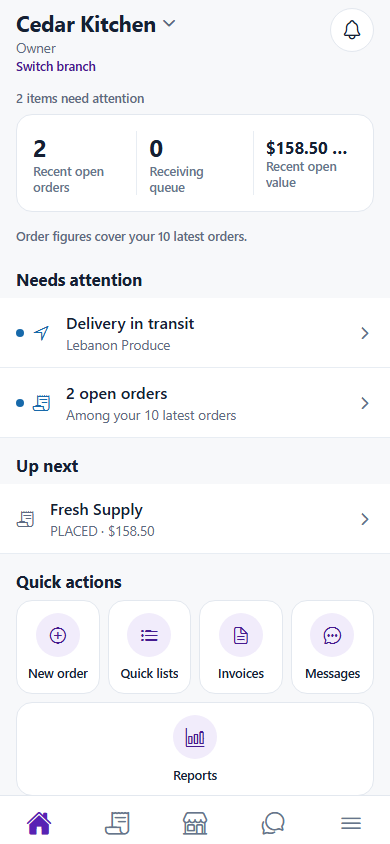 Cedar Kitchen
Owner
Switch branch
2 items need attention
2
Recent open
orders
0
Receiving
queue
$158.50 ...
Recent open
value
Order figures cover your 10 latest orders.
Needs attention
Delivery in transit
Lebanon Produce
2 open orders
Among your 10 latest orders
Up next
Fresh Supply
PLACED · $158.50
Quick actions
New order
Quick lists
Invoices
Messages
Reports